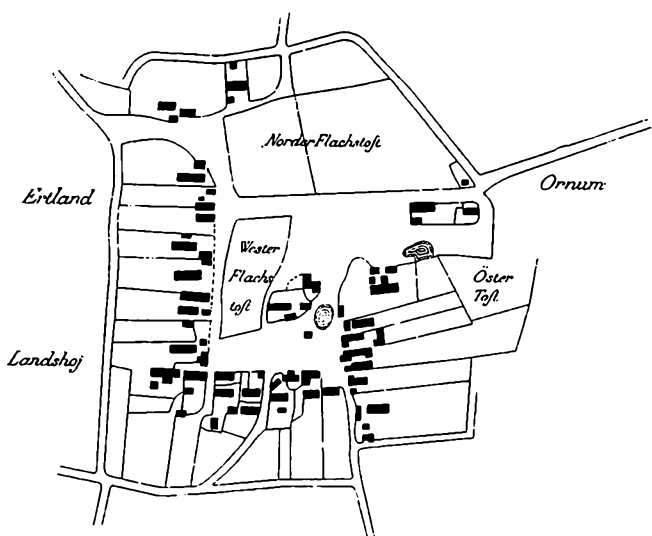 Norder Flachstoft
Ertland
Ornum
Wester
Flachs
toft
Öster
Toft
Landshoj